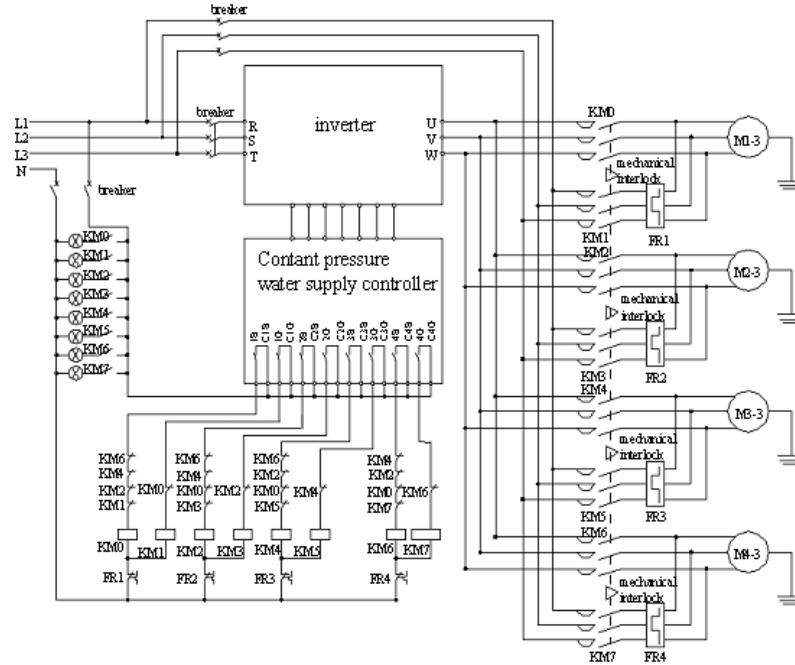 breaker
L1
L2
L3
N
breaker
breaker
R
S
T
inverter
U
V
W
KM0
M1-3
mechanical
interlock
KM1
FR1
KM2
M2-3
mechanical
interlock
KM3
FR2
KM4
M3-3
mechanical
interlock
KM5
FR3
KM6
M4-3
mechanical
interlock
KM7
FR4
KM0
KM1
KM2
KM3
KM4
KM5
KM6
KM7
Contant pressure
water supply controller
KM6
KM4
KM2
KM1
KM0
KM0
KM1
FR1
KM6
KM4
KM0
KM3
KM2
KM2
KM3
FR2
KM6
KM2
KM0
KM5
KM4
KM4
KM5
FR3
KM4
KM2
KM0
KM7
KM6
KM6
KM7
FR4